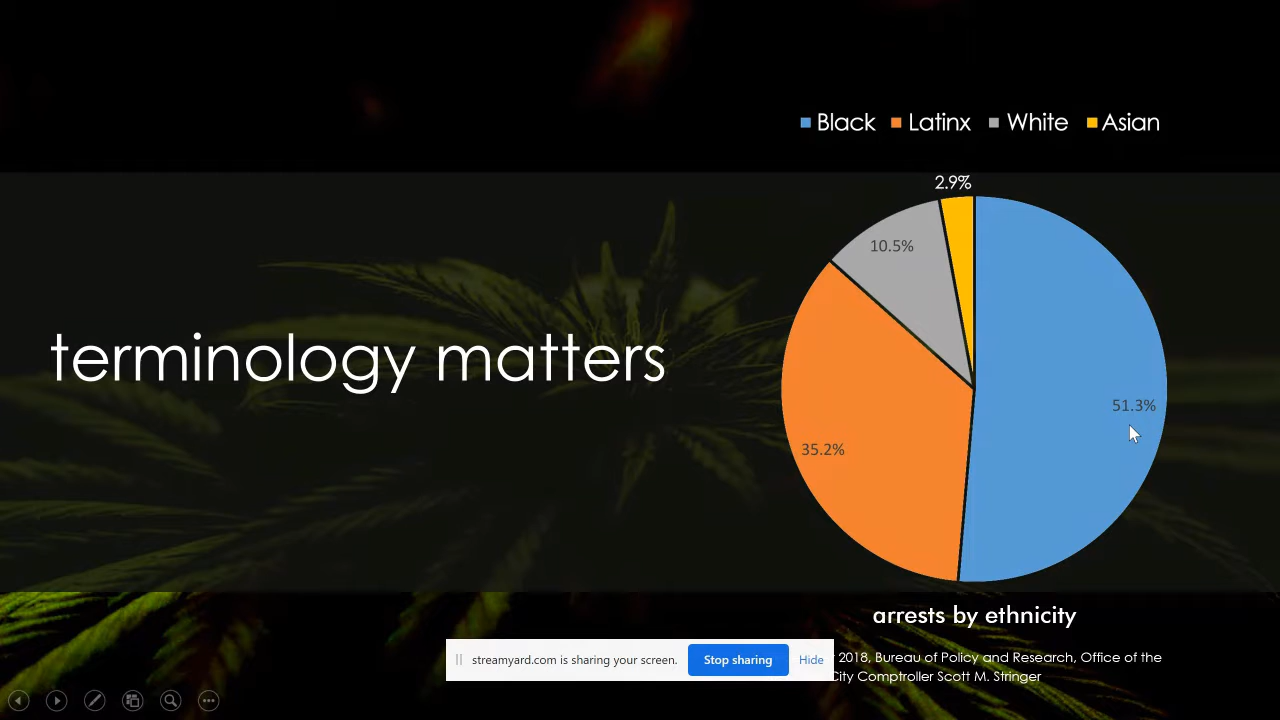 Black Latinx White Asian
2.9%
10.5%
terminology matters
51.3%
35.2%
arrests by ethnicity
streamyard.com is sharing your screen. Stop sharing Hide
2018, Bureau of Policy and Research, Office of the
City Comptroller Scott M. Stringer